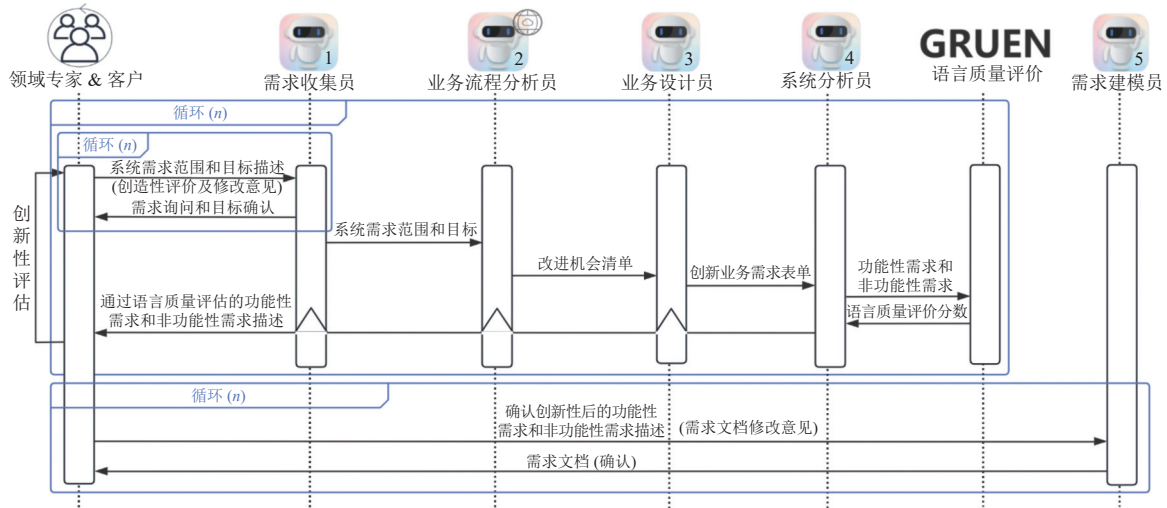 1
2
3
4
GRUEN
语言质量评价
5
领域专家 & 客户
需求收集员
业务流程分析员
业务设计员
系统分析员
需求建模员
循环 (n)
循环 (n)
系统需求范围和目标描述
(创造性评价及修改意见)
需求询问和目标确认
创新性评估
系统需求范围和目标
改进机会清单
创新业务需求表单
功能性需求和
非功能性需求
语言质量评价分数
通过语言质量评估的功能性
需求和非功能性需求描述
循环 (n)
确认创新性后的功能性
需求和非功能性需求描述
(需求文档修改意见)
需求文档 (确认)